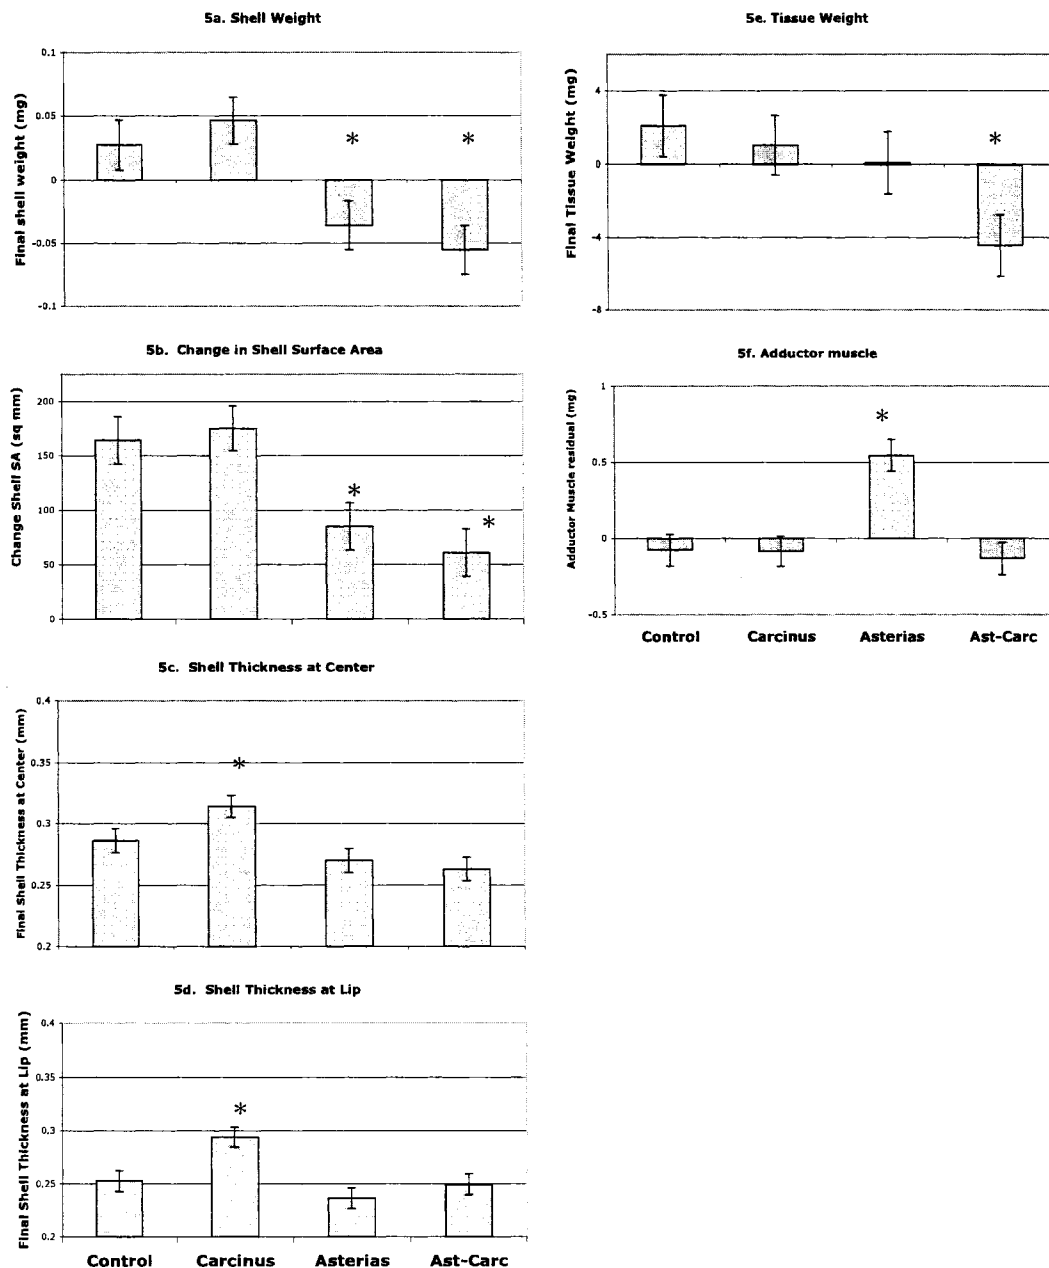 5a. Shell Weight
Final shell weight (mg)
0.1
0.05
0
-0.05
-0.1
*
*
5b. Change in Shell Surface Area
Change Shell SA (sq mm)
200
150
100
50
0
*
*
5c. Shell Thickness at Center
Final Shell Thickness at Center (mm)
0.4
0.35
0.3
0.25
0.2
*
5d. Shell Thickness at Lip
Final Shell Thickness at Lip (mm)
0.4
0.35
0.3
0.25
0.2
*
Control Carcinus Asterias Ast-Carc
5e. Tissue Weight
Final Tissue Weight (mg)
4
0
-4
-8
*
5f. Adductor muscle
Adductor Muscle residual (mg)
1
0.5
0
-0.5
*
Control Carcinus Asterias Ast-Carc